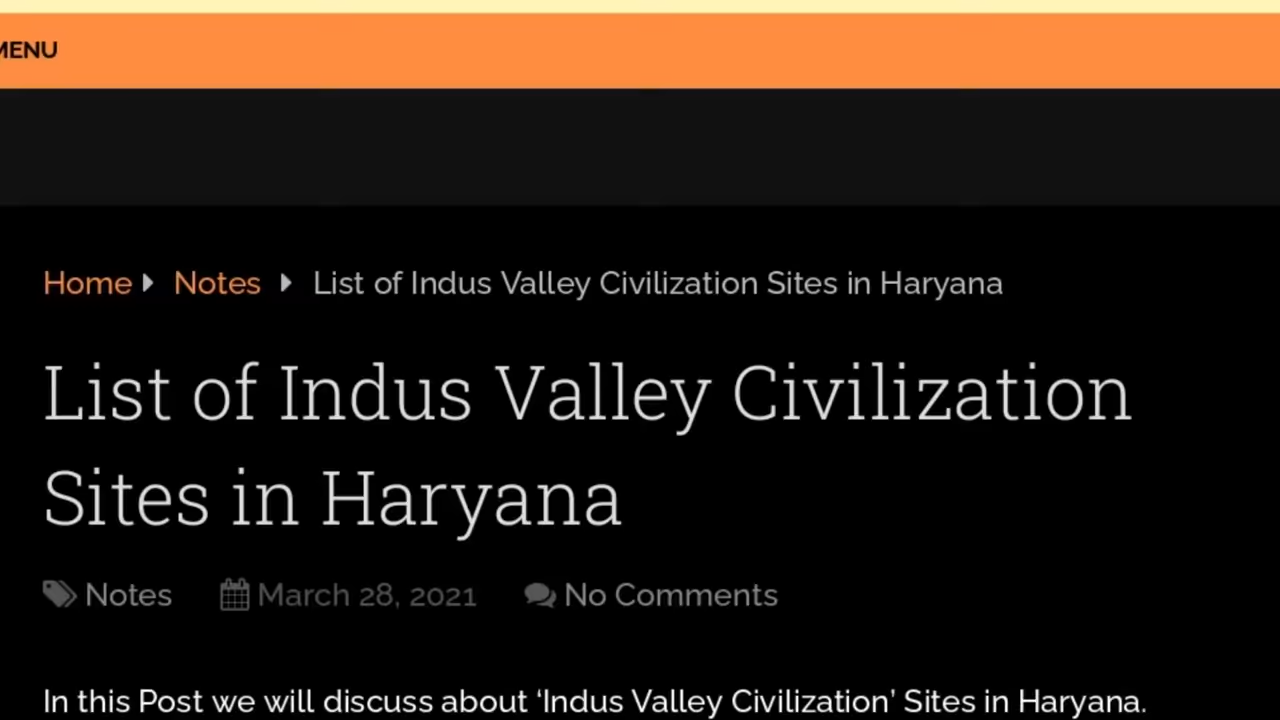 MENU
Home Notes List of Indus Valley Civilization Sites in Haryana
List of Indus Valley Civilization
Sites in Haryana
Notes March 28, 2021 No Comments
In this Post we will discuss about ‘Indus Valley Civilization’ Sites in Haryana.